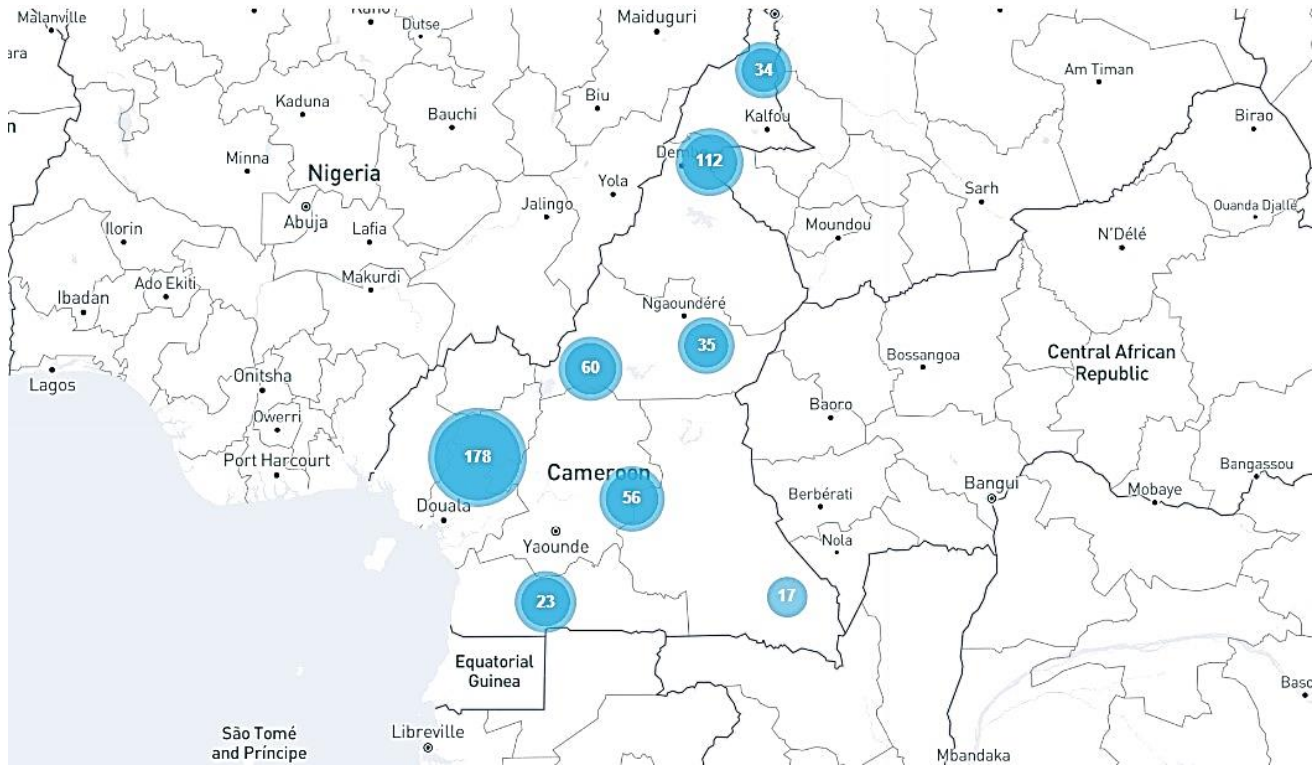 Malanville
Kano
Dutse
Maiduguri
34
Am Timan
ara
Kaduna
Bauchi
Biu
Kalfou
Birao
n
Minna
Nigeria
112
Yola
Sarh
Abuja
Lafia
Jalingo
Moundou
Ouanda Djallé
N'Délé
Ilorin
Makurdi
Ado Ekiti
Ibadan
Ngaoundéré
35
Bossangoa
Central African
Republic
Lagos
60
Onitsha
Owerri
Baoro
Port Harcourt
178
Cameroon
56
Bangui
Bangassou
Mobaye
Berbérati
Douala
Yaounde
Nola
23
17
Equatorial
Guinea
São Tomé
and Príncipe
Libreville
Mbandaka